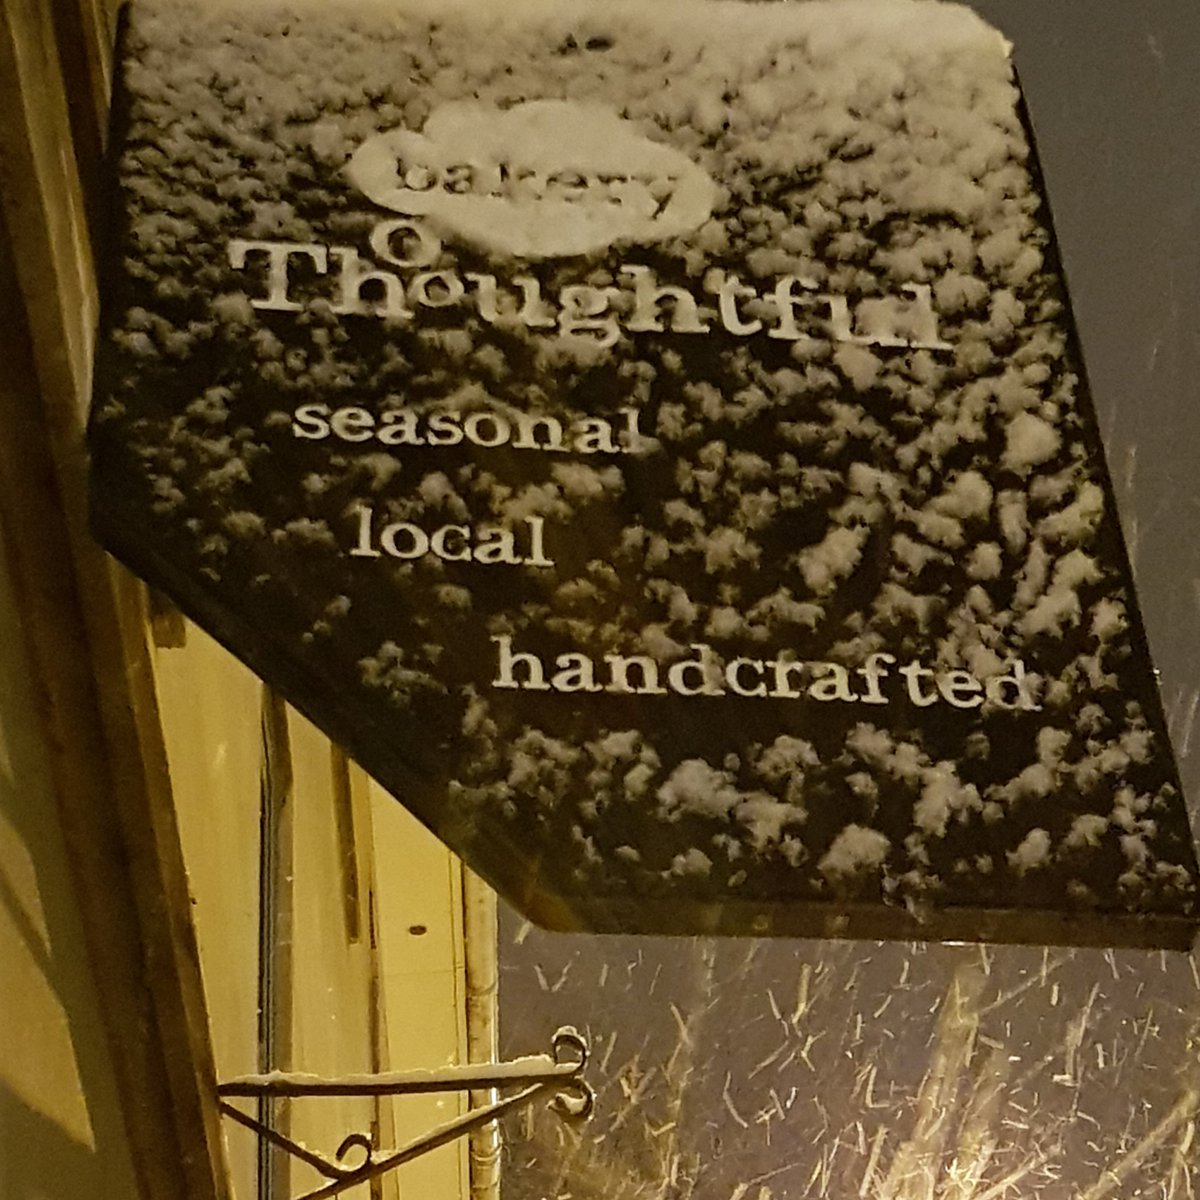 bakery
Thoughtful
seasonal
local
handcrafted